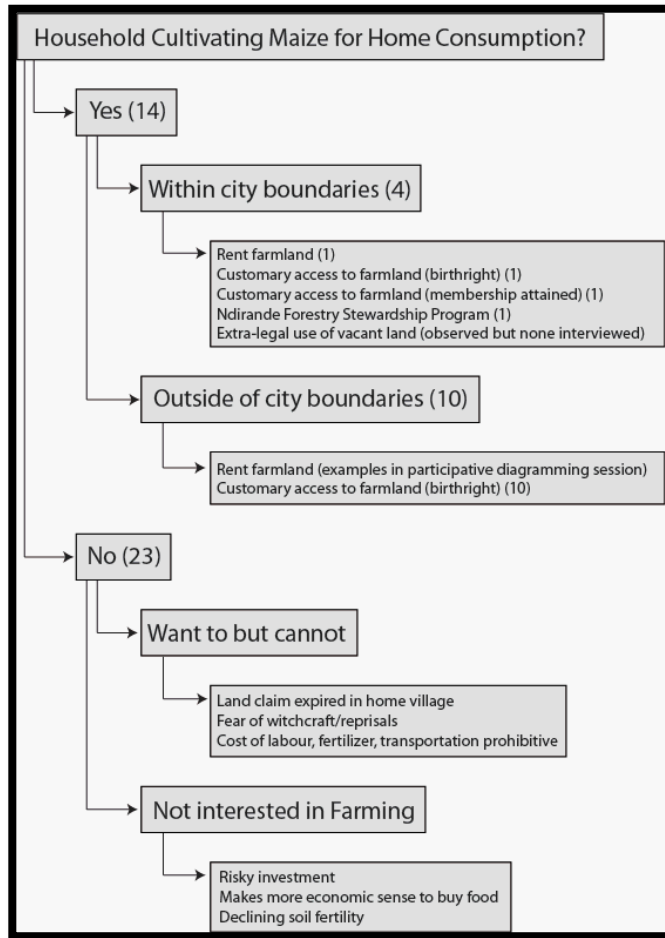 Household Cultivating Maize for Home Consumption?
Yes (14)
Within city boundaries (4)
Rent farmland (1)
Customary access to farmland (birthright) (1)
Customary access to farmland (membership attained) (1)
Ndirande Forestry Stewardship Program (1)
Extra-legal use of vacant land (observed but none interviewed)
Outside of city boundaries (10)
Rent farmland (examples in participative diagramming session)
Customary access to farmland (birthright) (10)
No (23)
Want to but cannot
Land claim expired in home village
Fear of witchcraft/reprisals
Cost of labour, fertilizer, transportation prohibitive
Not interested in Farming
Risky investment
Makes more economic sense to buy food
Declining soil fertility